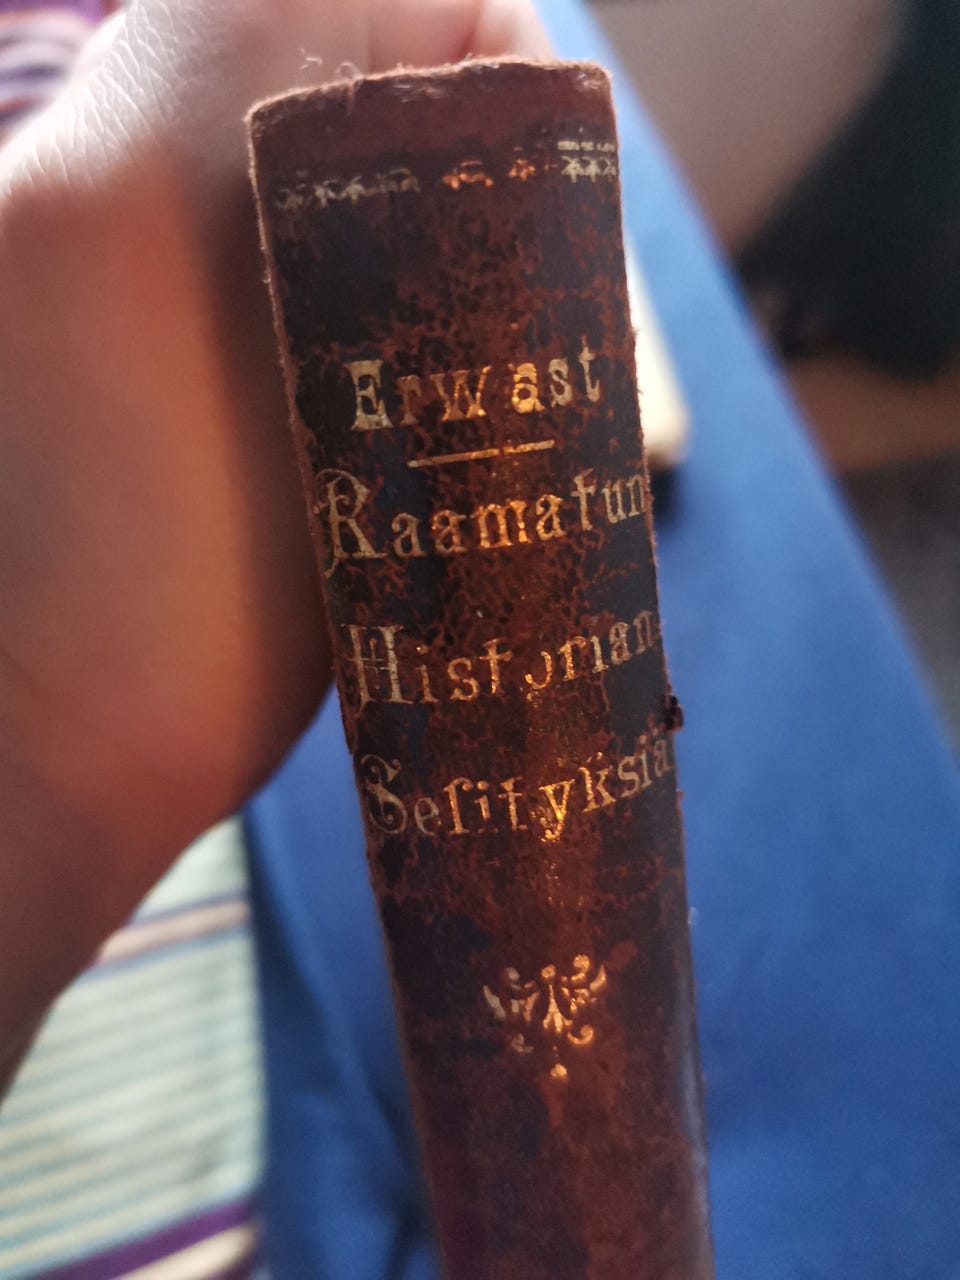 Erwast
Raamatun
Historian
Selityksiä